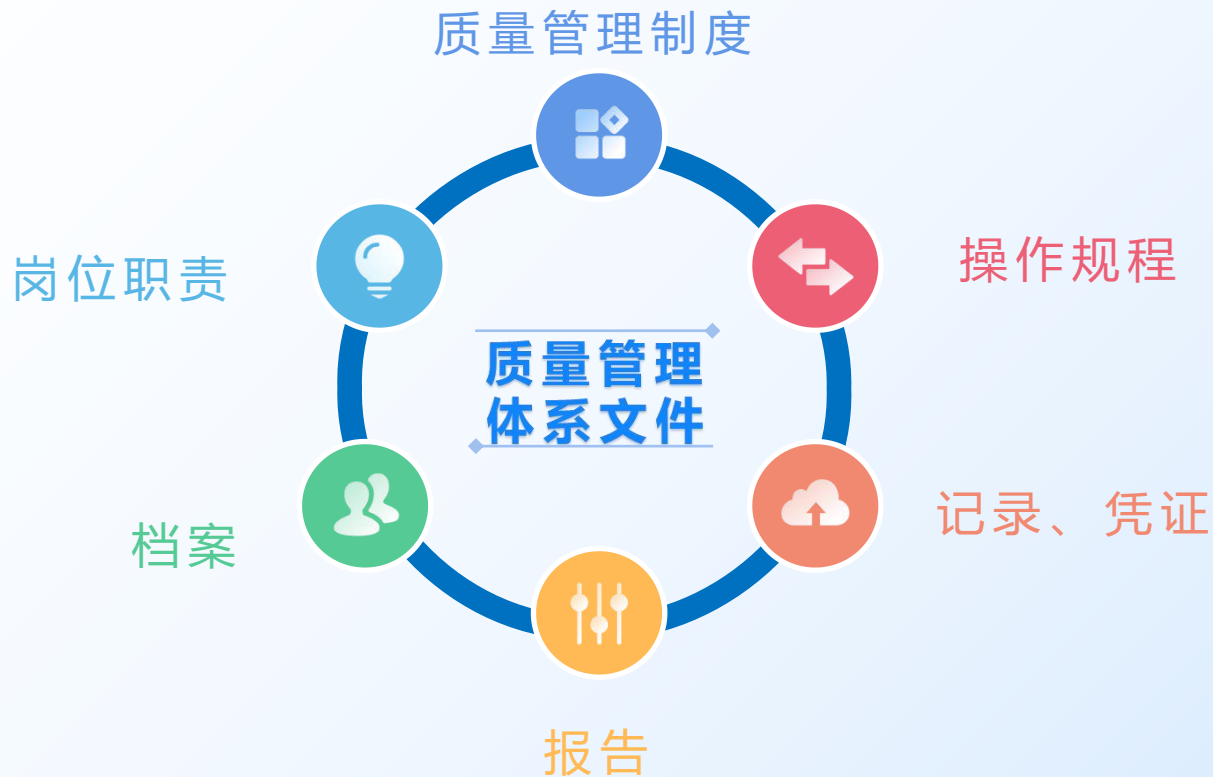 质量管理制度
岗位职责
操作规程
质量管理
体系文件
档案
记录、凭证
报告